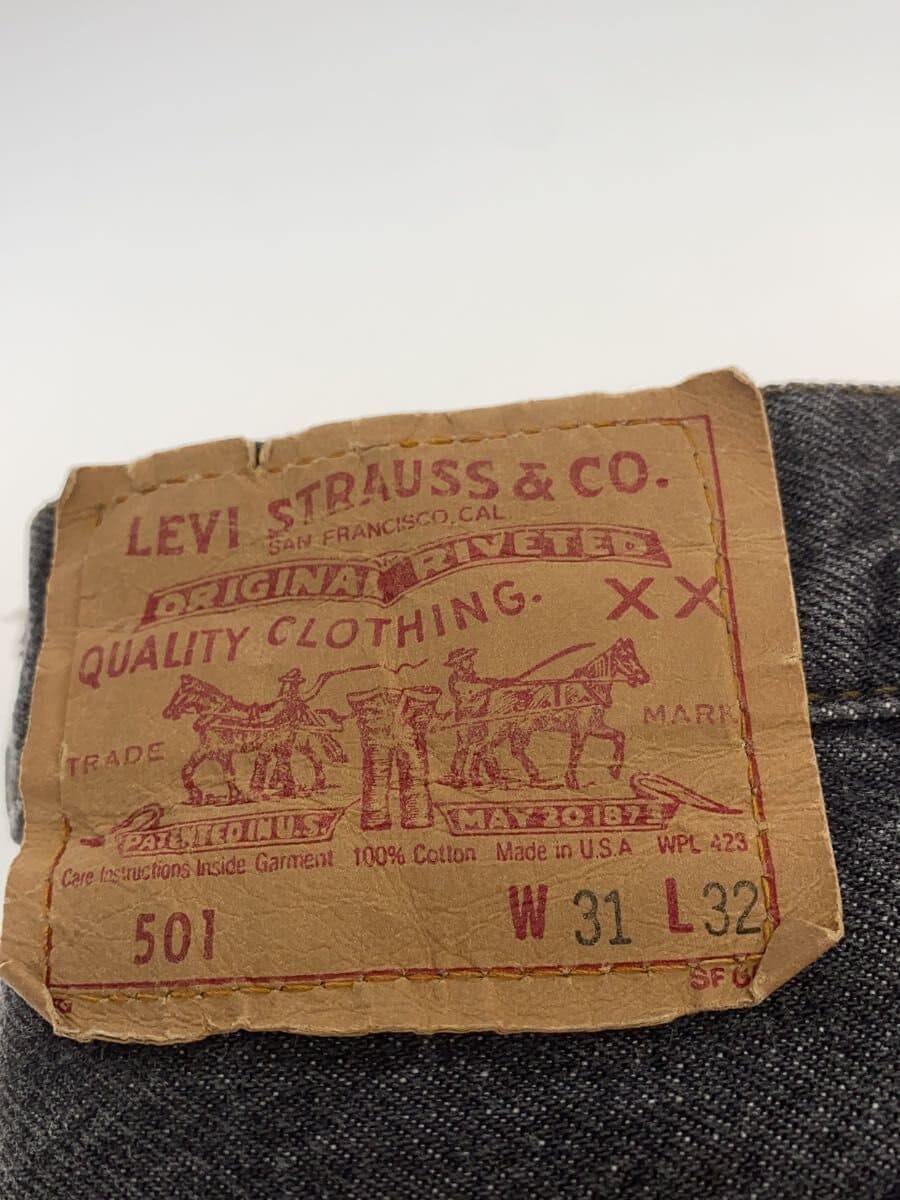 LEVI STRAUSS & CO.
SAN FRANCISCO, CAL.
ORIGINAL RIVETED
QUALITY CLOTHING. XX
TRADE MARK
PATENTED IN U.S. MAY 20 1873
Care Instructions Inside Garment 100% Cotton Made in U.S.A WPL 423
501 W 31 L 32